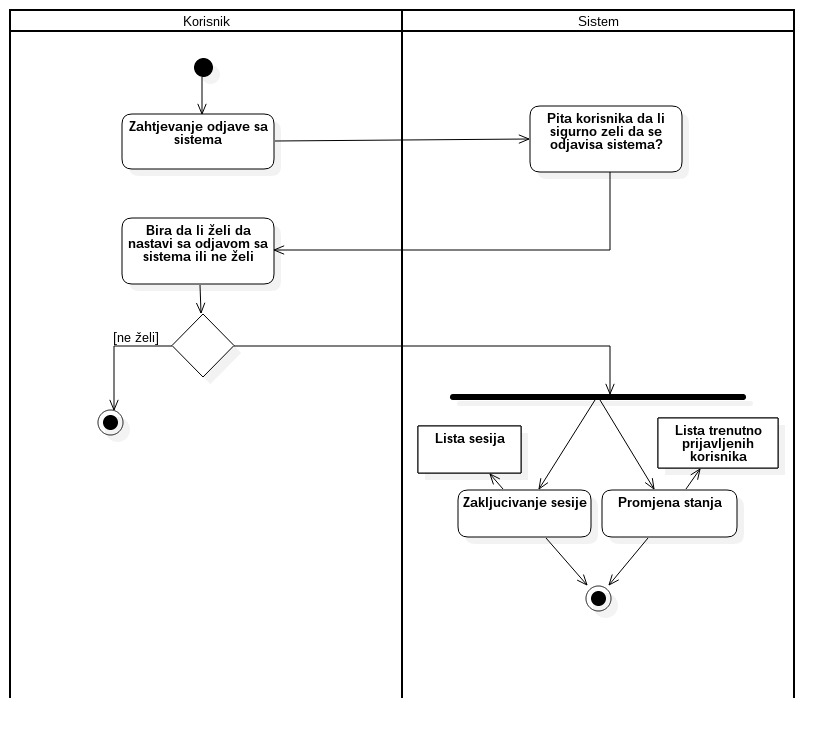 Korisnik
Sistem
Zahtjevanje odjave sa
sistema
Pita korisnika da li
sigurno zeli da se
odjavisa sistema?
Bira da li želi da
nastavi sa odjavom sa
sistema ili ne želi
[ne želi]
Lista sesija
Lista trenutno
prijavljenih
korisnika
Zakljucivanje sesije
Promjena stanja